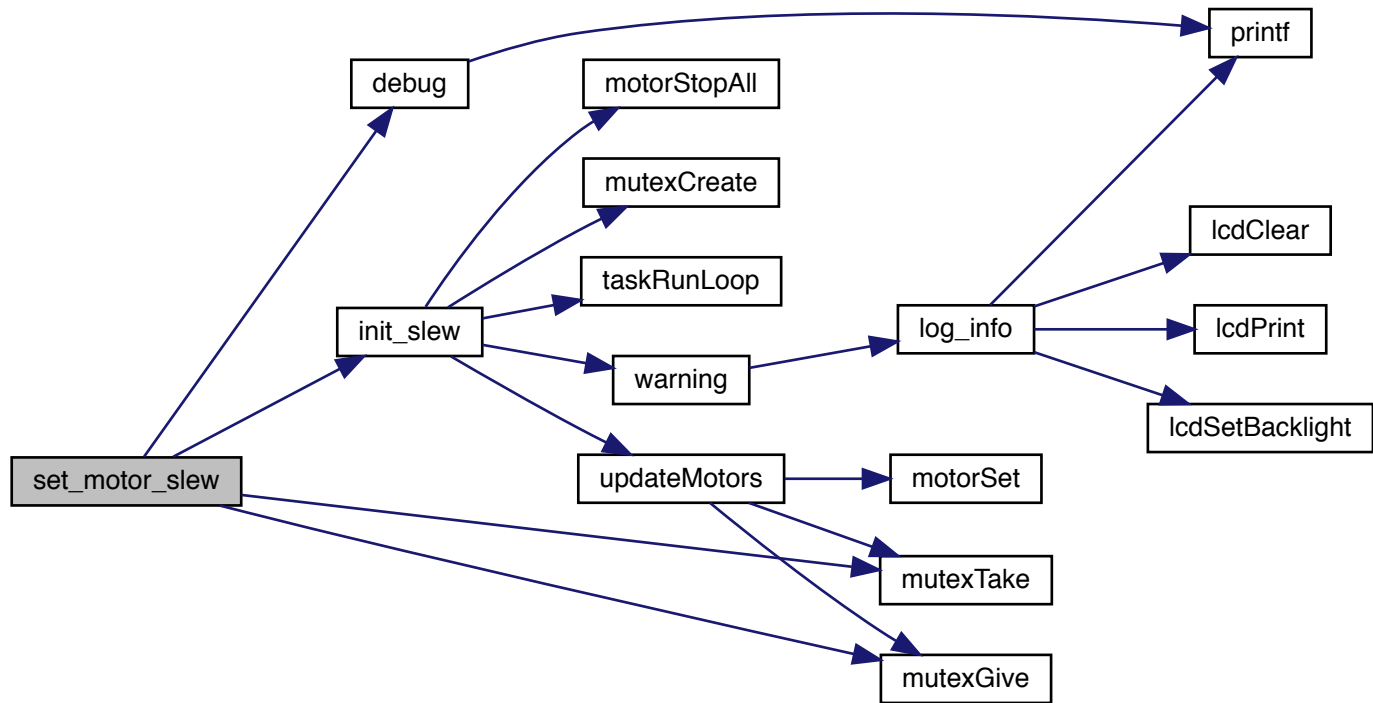 printf
debug
motorStopAll
mutexCreate
lcdClear
taskRunLoop
init_slew
log_info
lcdPrint
warning
lcdSetBacklight
set_motor_slew
updateMotors
motorSet
mutexTake
mutexGive